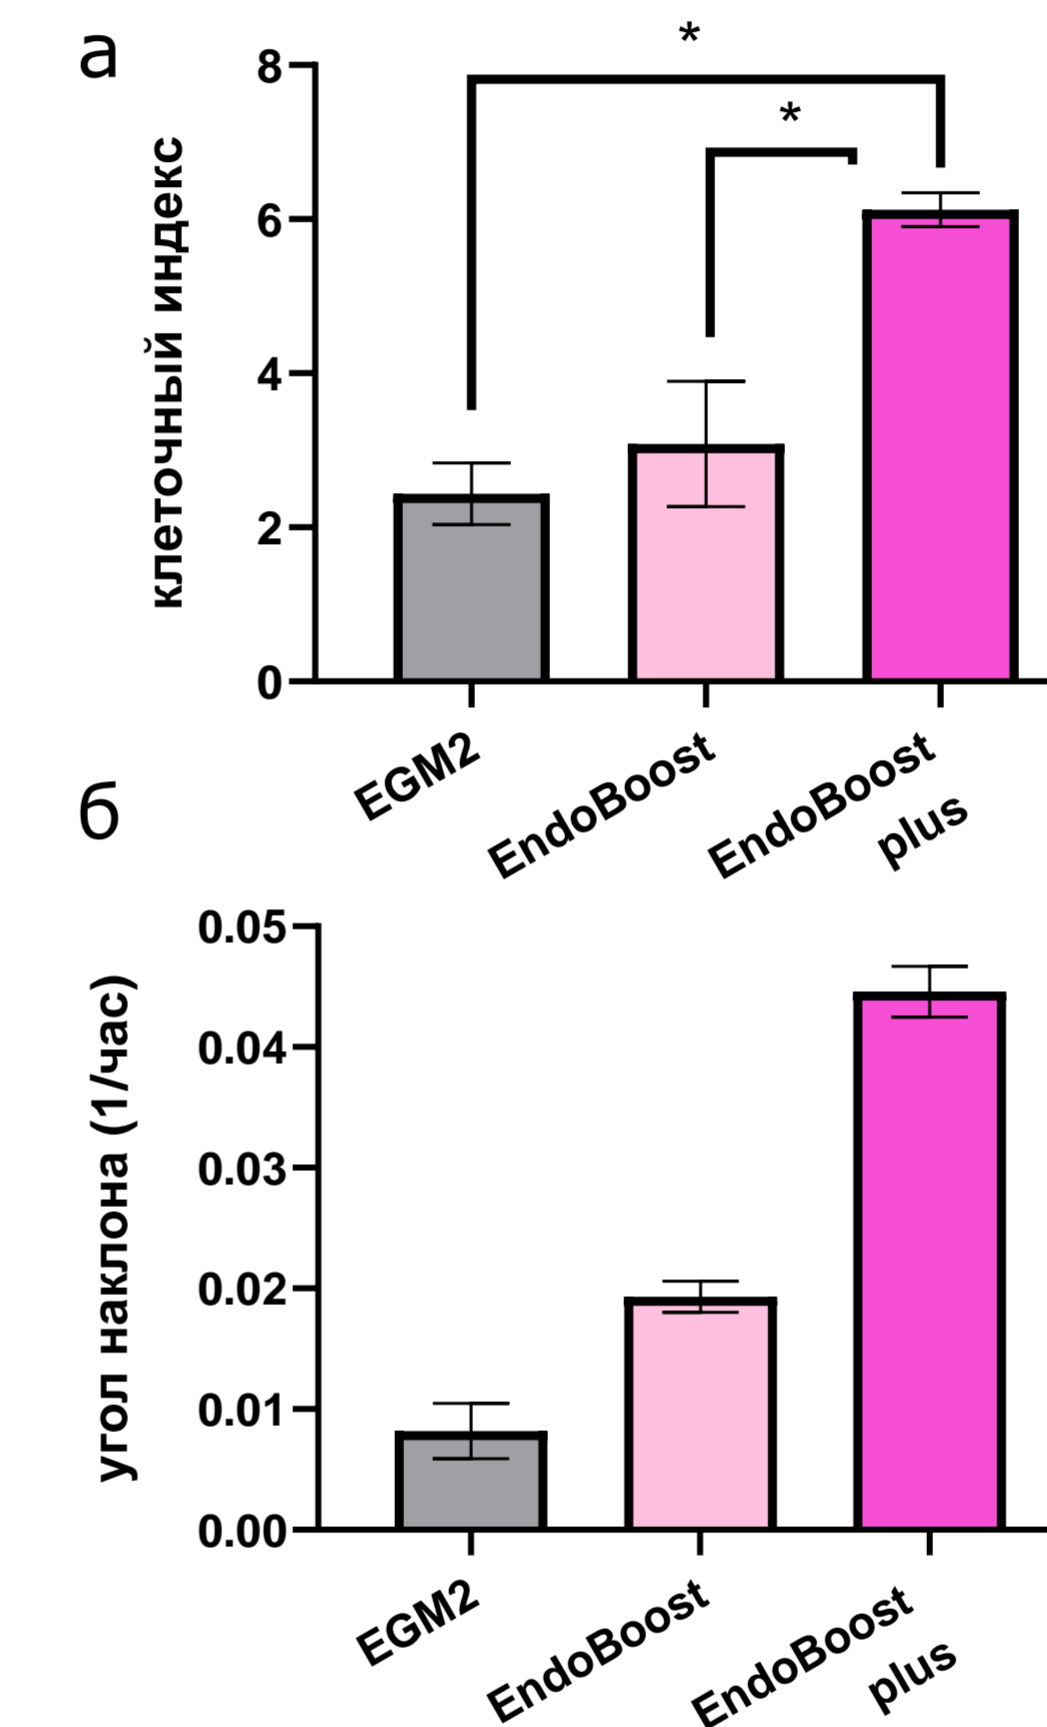 а
*
*
8
6
4
2
0
клеточный индекс
EGM2
EndoBoost
EndoBoost
plus
б
0.05
0.04
0.03
0.02
0.01
0.00
угол наклона (1/час)
EGM2
EndoBoost
EndoBoost
plus